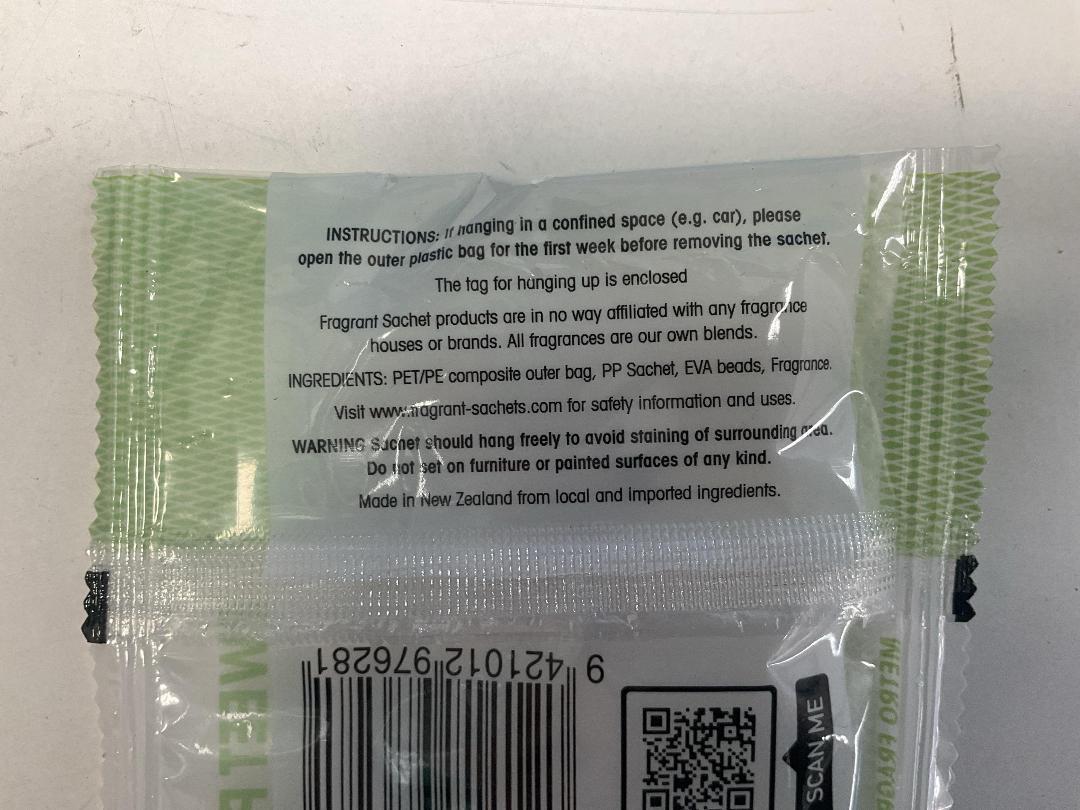 INSTRUCTIONS: If hanging in a confined space (e.g. car), please
open the outer plastic bag for the first week before removing the sachet.
The tag for hanging up is enclosed
Fragrant Sachet products are in no way affiliated with any fragrance
houses or brands. All fragrances are our own blends.
INGREDIENTS: PET/PE composite outer bag, PP Sachet, EVA beads, Fragrance.
Visit www.fragrant-sachets.com for safety information and uses.
WARNING Sachet should hang freely to avoid staining of surrounding area.
Do not set on furniture or painted surfaces of any kind.
Made in New Zealand from local and imported ingredients.
9 421012 976281
SCAN ME
METRO